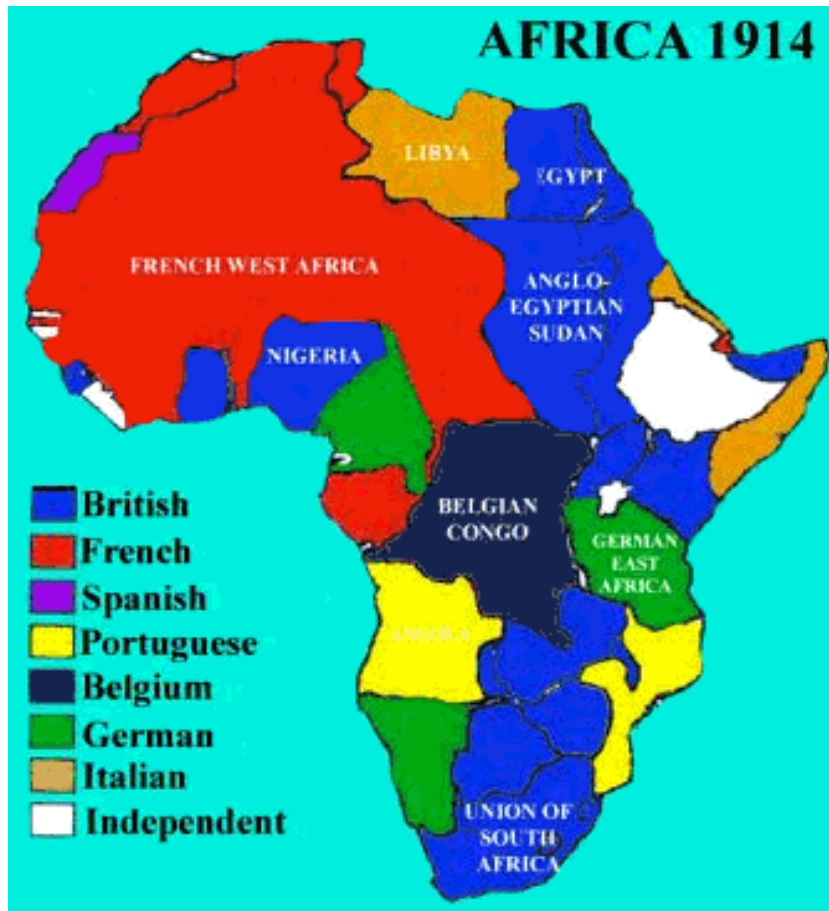 AFRICA 1914
LIBYA
EGYPT
FRENCH WEST AFRICA
ANGLO-
EGYPTIAN
SUDAN
NIGERIA
BELGIAN
CONGO
GERMAN
EAST
AFRICA
ANGOLA
UNION OF
SOUTH
AFRICA
British
French
Spanish
Portuguese
Belgium
German
Italian
Independent